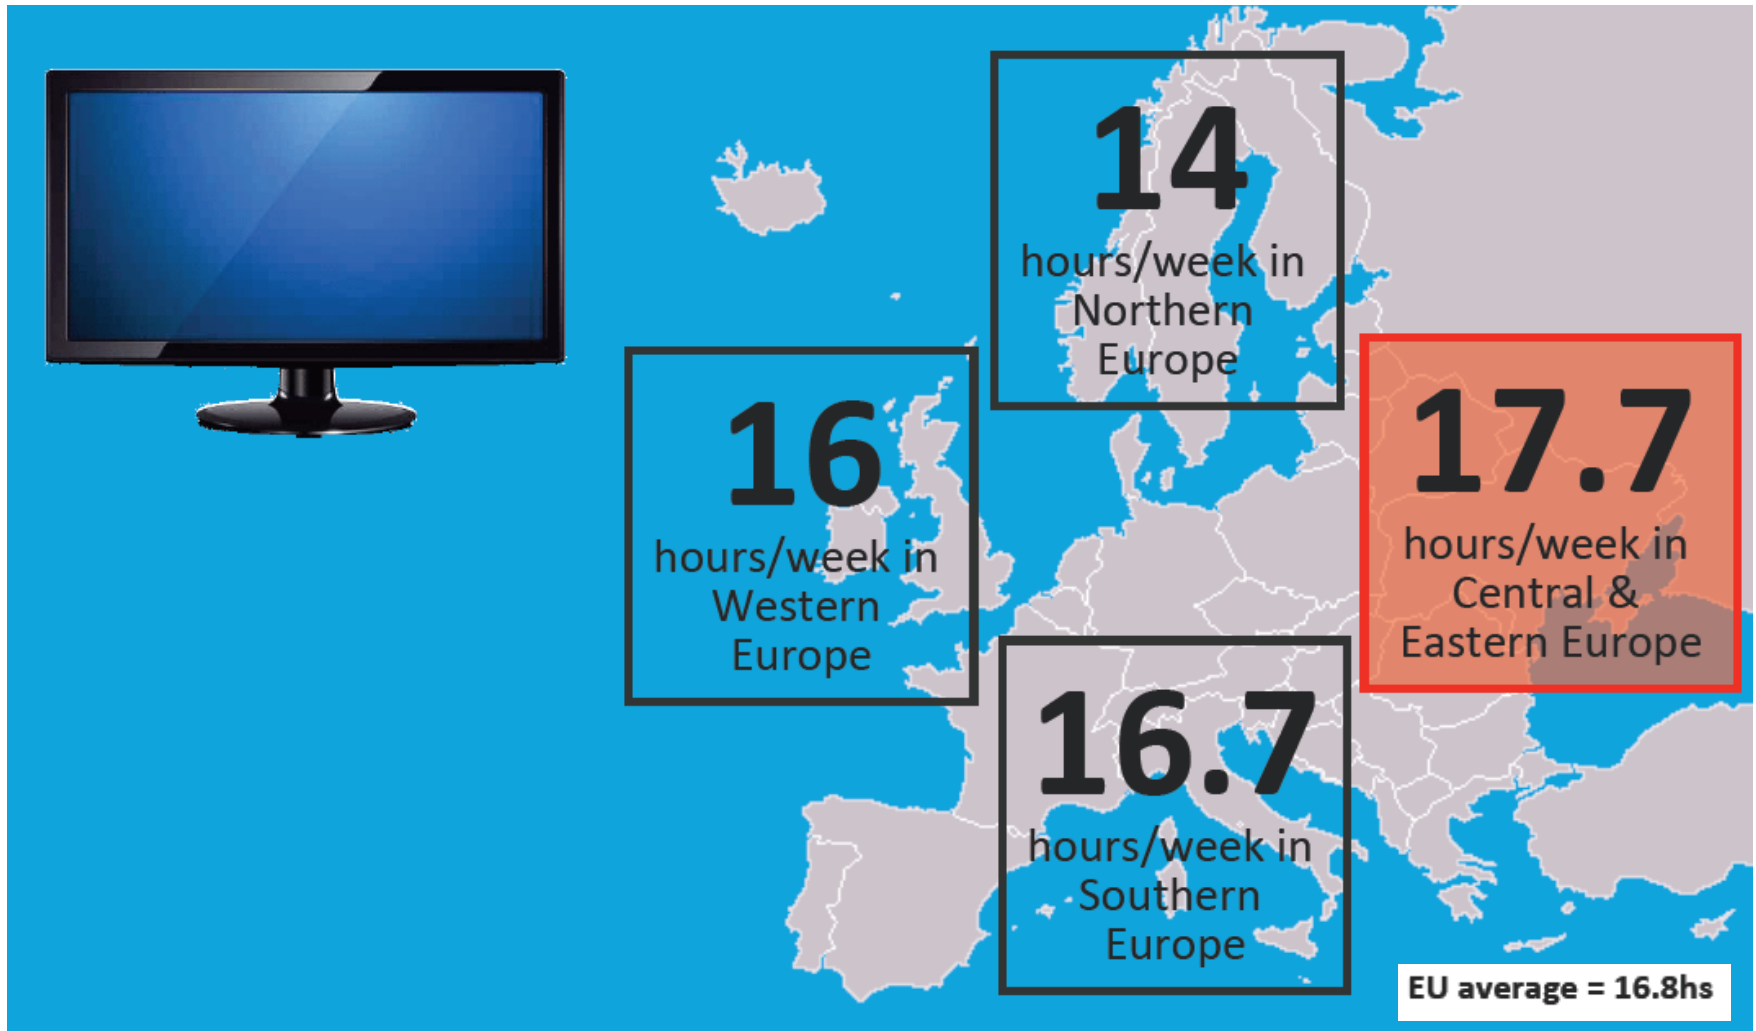 14
hours/week in
Northern
Europe
16
hours/week in
Western
Europe
17.7
hours/week in
Central &
Eastern Europe
16.7
hours/week in
Southern
Europe
EU average = 16.8hs